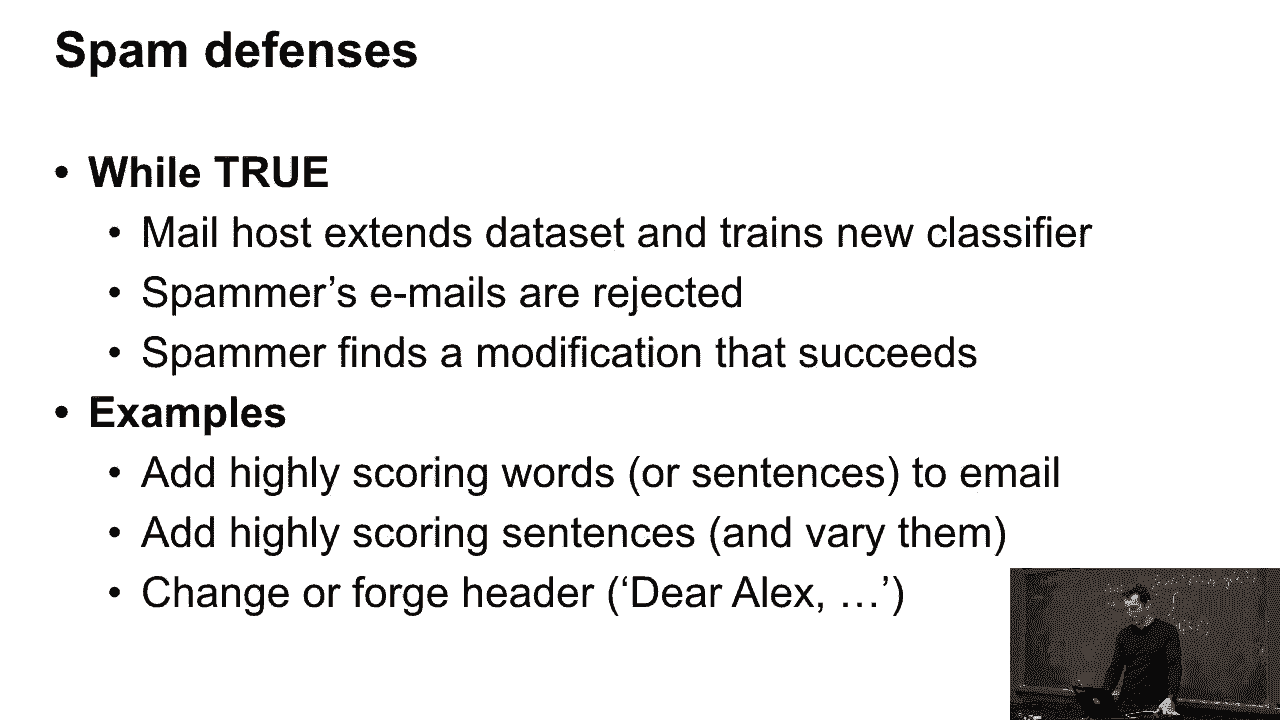 Spam defenses
• While TRUE
• Mail host extends dataset and trains new classifier
• Spammer’s e-mails are rejected
• Spammer finds a modification that succeeds
• Examples
• Add highly scoring words (or sentences) to email
• Add highly scoring sentences (and vary them)
• Change or forge header (‘Dear Alex, …’)